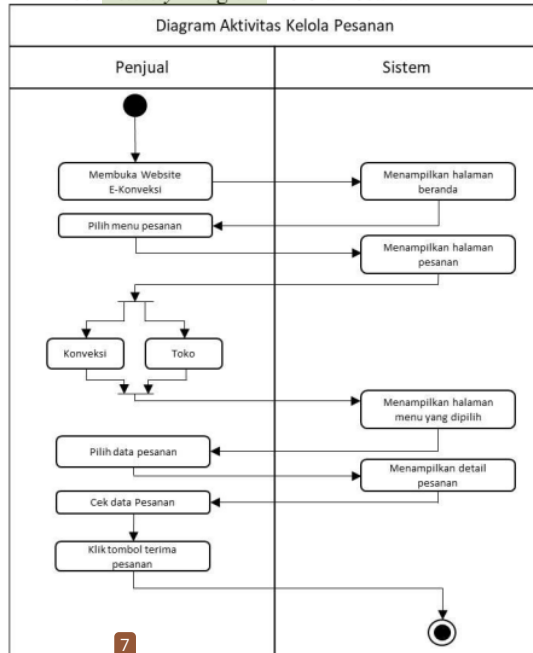 Diagram Aktivitas Kelola Pesanan
Penjual
Sistem
Membuka Website
E-Konveksi
Menampilkan halaman
beranda
Pilih menu pesanan
Menampilkan halaman
pesanan
Konveksi
Toko
Menampilkan halaman
menu yang dipilih
Pilih data pesanan
Menampilkan detail
pesanan
Cek data Pesanan
Klik tombol terima
pesanan
7